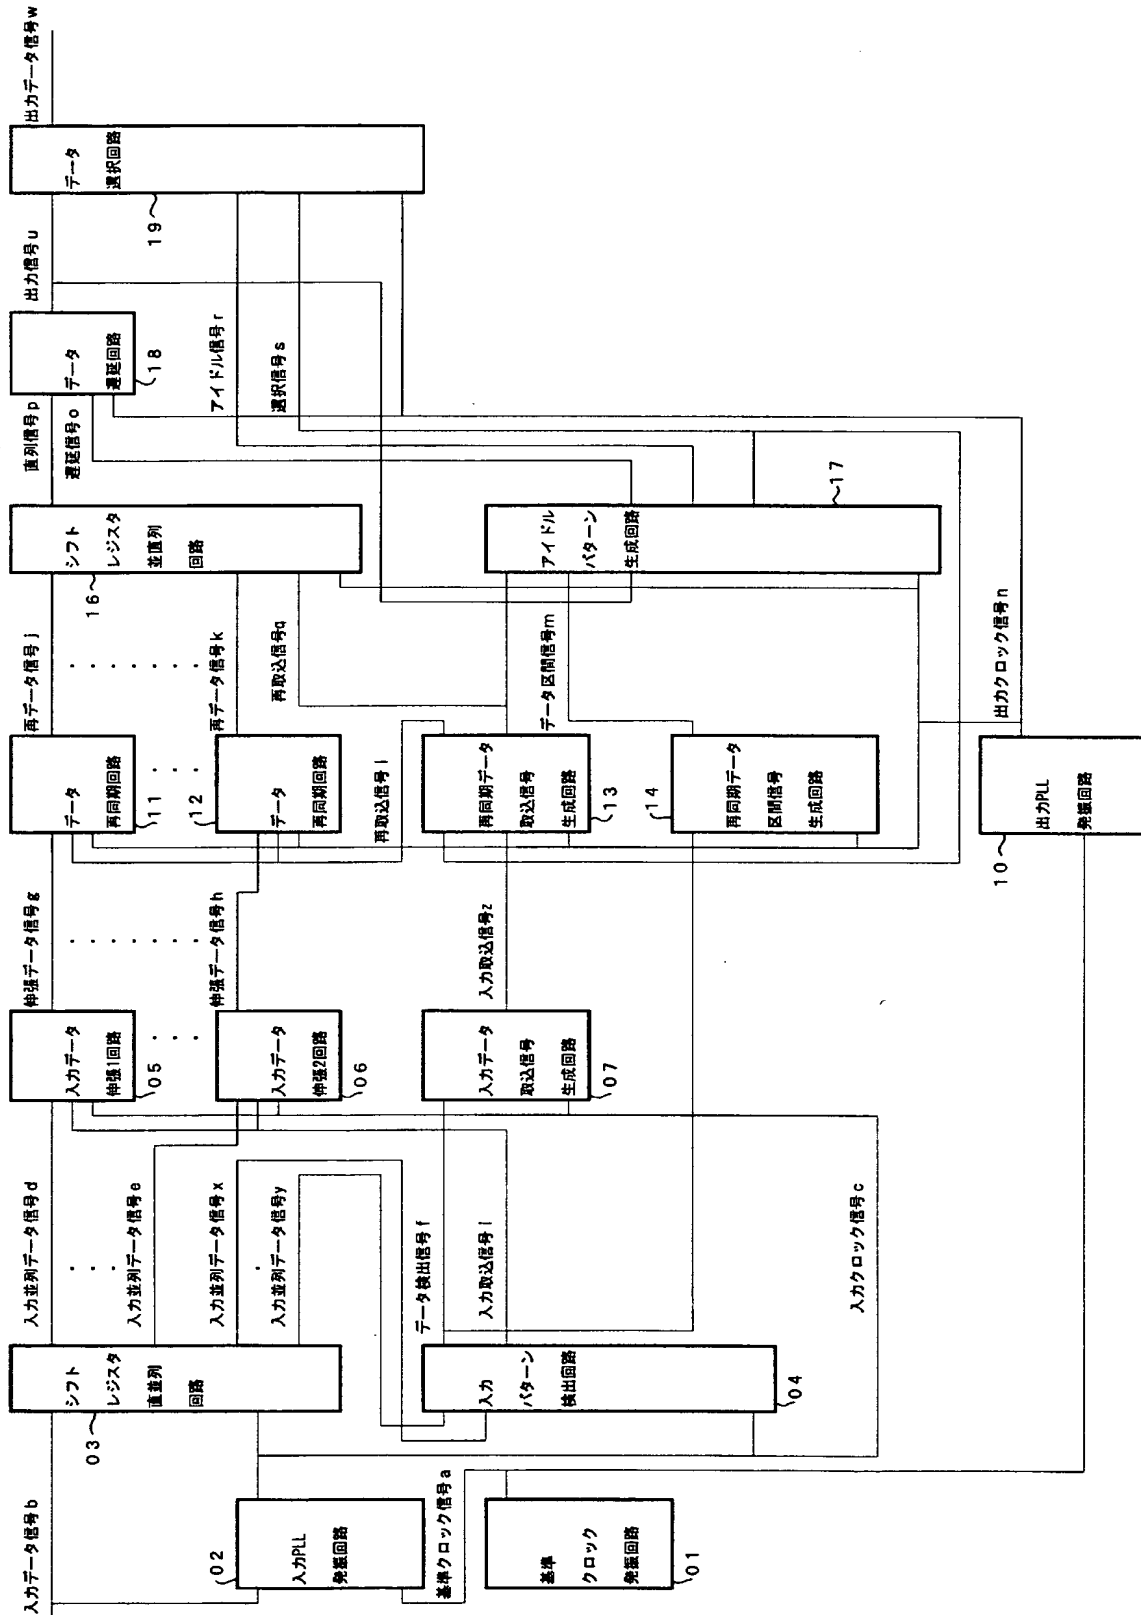 入力データ信号b
入力PLL
発振回路
02
基準クロック信号a
基準
クロック
発振回路
01
シフト
レジスタ
直並列
回路
03
入力
パターン
検出回路
04
入力並列データ信号d
入力並列データ信号e
入力並列データ信号x
入力並列データ信号y
データ検出信号f
入力取込信号i
入力クロック信号c
入力データ
伸張1回路
05
入力データ
伸張2回路
06
入力データ
取込信号
生成回路
07
伸張データ信号g
伸張データ信号h
入力取込信号z
データ
再同期回路
11
データ
再同期回路
12
再取込信号l
再同期データ
取込信号
生成回路
13
再同期データ
区間信号
生成回路
14
出力PLL
発振回路
10
再データ信号j
再データ信号k
再取込信号q
データ区間信号m
出力クロック信号n
シフト
レジスタ
並直列
回路
16
アイドル
パターン
生成回路
17
直列信号p
遅延信号o
データ
遅延回路
18
アイドル信号r
選択信号s
出力信号u
データ
選択回路
19
出力データ信号w